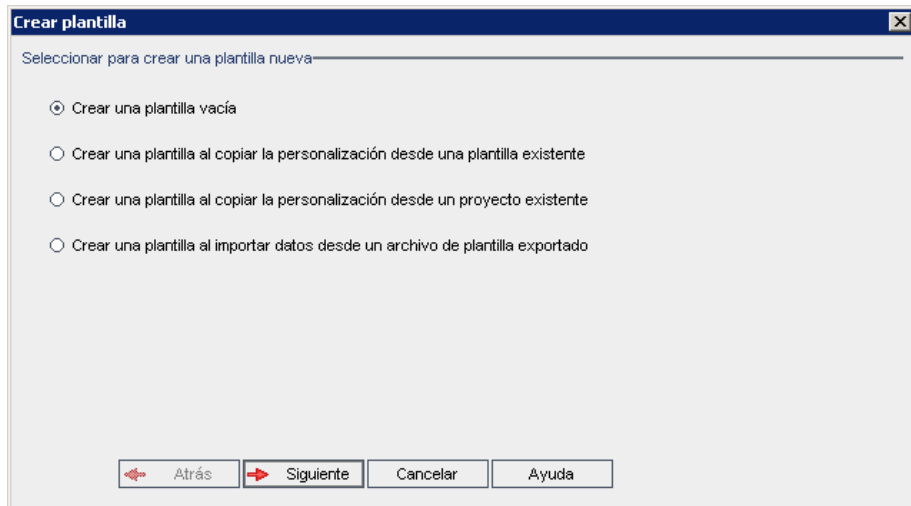 Crear plantilla
Seleccionar para crear una plantilla nueva
Crear una plantilla vacía
Crear una plantilla al copiar la personalización desde una plantilla existente
Crear una plantilla al copiar la personalización desde un proyecto existente
Crear una plantilla al importar datos desde un archivo de plantilla exportado
Atrás Siguiente Cancelar Ayuda